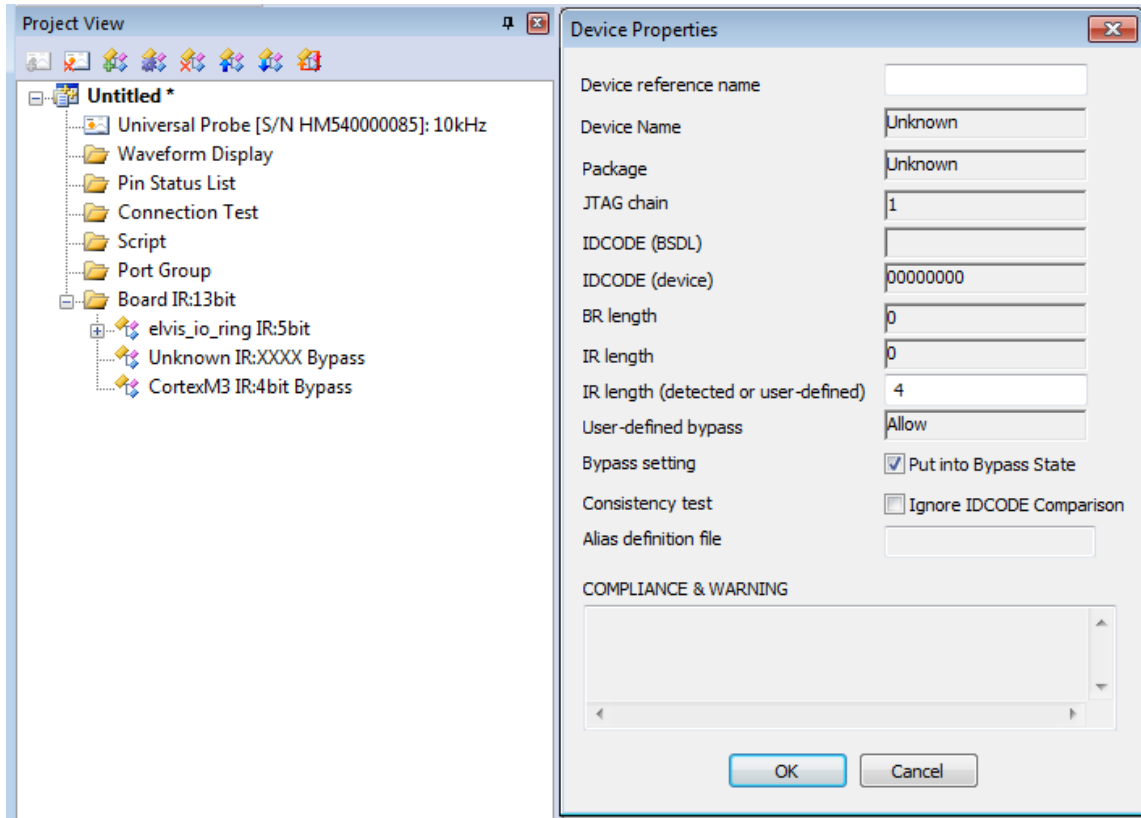 Project View
Untitled *
Universal Probe [S/N HM540000085]: 10kHz
Waveform Display
Pin Status List
Connection Test
Script
Port Group
Board IR:13bit
elvis_io_ring IR:5bit
Unknown IR:XXXX Bypass
CortexM3 IR:4bit Bypass
Device Properties
Device reference name
Device Name Unknown
Package Unknown
JTAG chain 1
IDCODE (BSDL)
IDCODE (device) 00000000
BR length 0
IR length 0
IR length (detected or user-defined) 4
User-defined bypass Allow
Bypass setting Put into Bypass State
Consistency test Ignore IDCODE Comparison
Alias definition file
COMPLIANCE & WARNING
OK Cancel